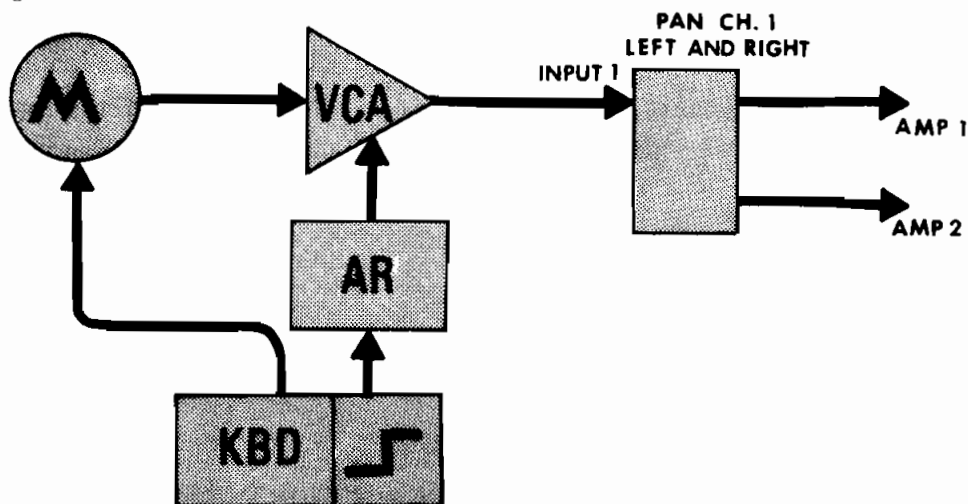 PAN CH. 1
LEFT AND RIGHT
INPUT 1
M
VCA
AMP 1
AMP 2
AR
KBD